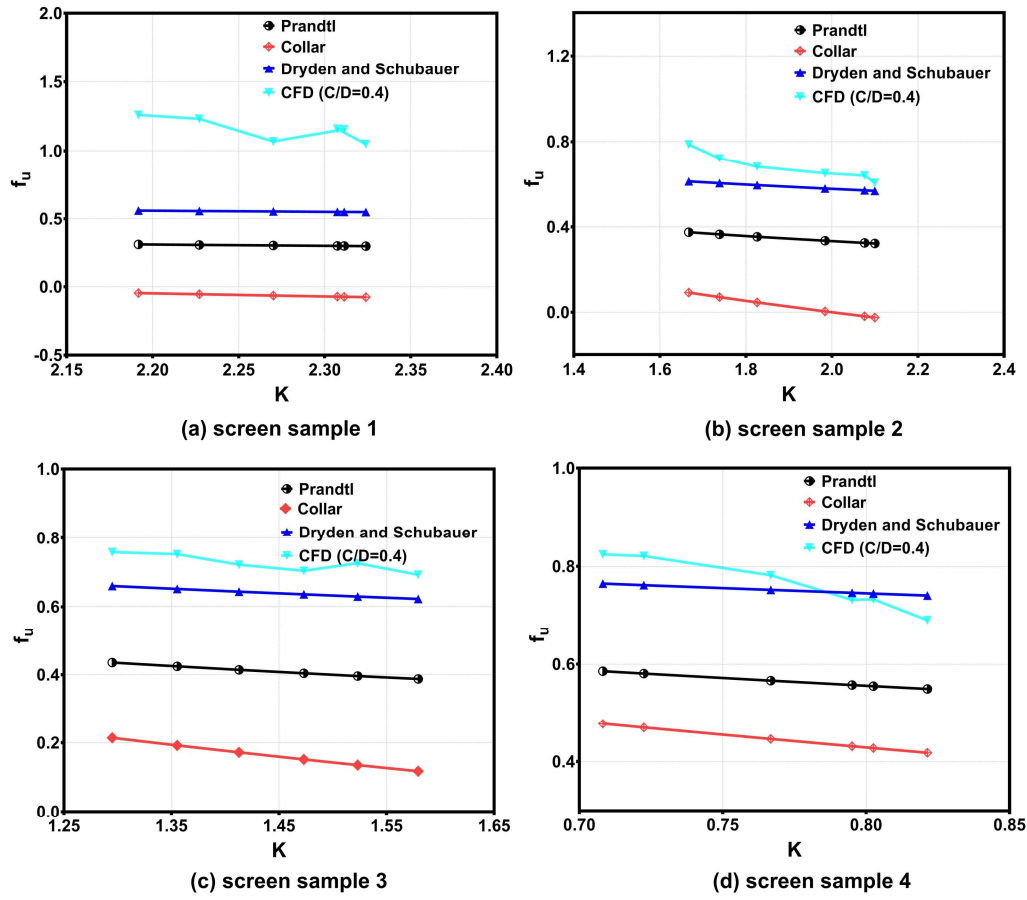 2.0
1.5
1.0
0.5
0.0
-0.5
f_u
Prandtl
Collar
Dryden and Schubauer
CFD (C/D=0.4)
2.15 2.20 2.25 2.30 2.35 2.40
K
(a) screen sample 1
1.2
0.8
0.4
0.0
f_u
Prandtl
Collar
Dryden and Schubauer
CFD (C/D=0.4)
1.4 1.6 1.8 2.0 2.2 2.4
K
(b) screen sample 2
1.0
0.8
0.6
0.4
0.2
0.0
f_u
Prandtl
Collar
Dryden and Schubauer
CFD (C/D=0.4)
1.25 1.35 1.45 1.55 1.65
K
(c) screen sample 3
1.0
0.8
0.6
0.4
f_u
Prandtl
Collar
Dryden and Schubauer
CFD (C/D=0.4)
0.70 0.75 0.80 0.85
K
(d) screen sample 4